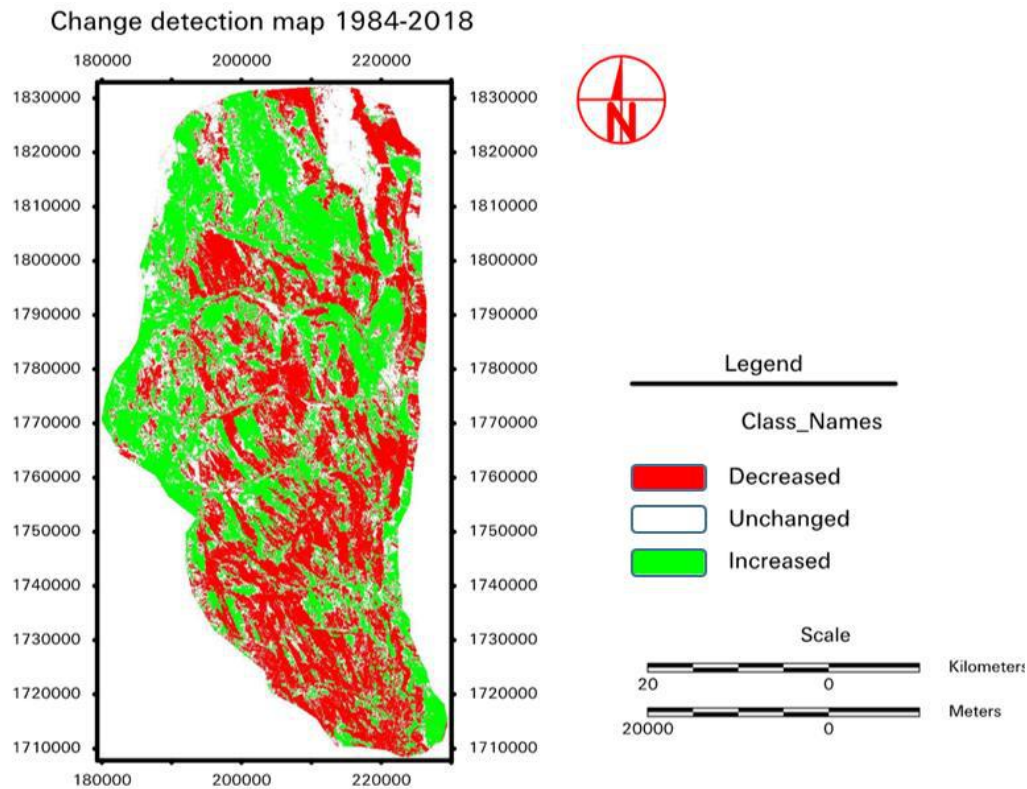 Change detection map 1984-2018
180000 200000 220000
1830000 1830000
1820000 1820000
1810000 1810000
1800000 1800000
1790000 1790000
1780000 1780000
1770000 1770000
1760000 1760000
1750000 1750000
1740000 1740000
1730000 1730000
1720000 1720000
1710000 1710000
180000 200000 220000
N
Legend
Class_Names
Decreased
Unchanged
Increased
Scale
Kilometers
20 0
Meters
20000 0